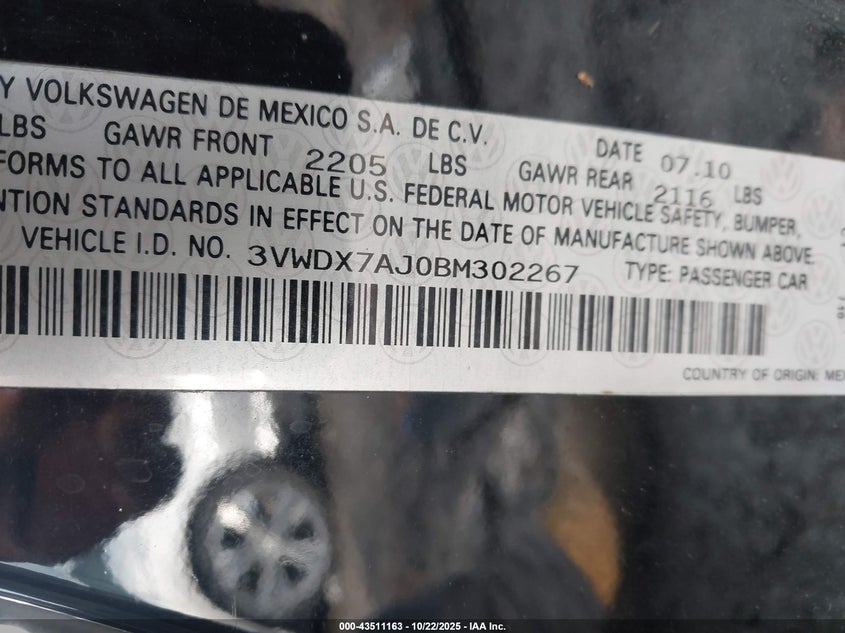 Y VOLKSWAGEN DE MEXICO S.A. DE C.V. DATE 07.10
LBS GAWR FRONT 2205 LBS GAWR REAR 2116 LBS
FORMS TO ALL APPLICABLE U.S. FEDERAL MOTOR VEHICLE SAFETY, BUMPER,
NTION STANDARDS IN EFFECT ON THE DATE OF MANUFACTURE SHOWN ABOVE.
VEHICLE I.D. NO. 3VWDX7AJ0BM302267 TYPE: PASSENGER CAR
COUNTRY OF ORIGIN: MEX
000-43511163 - 10/22/2025 - IAA Inc.